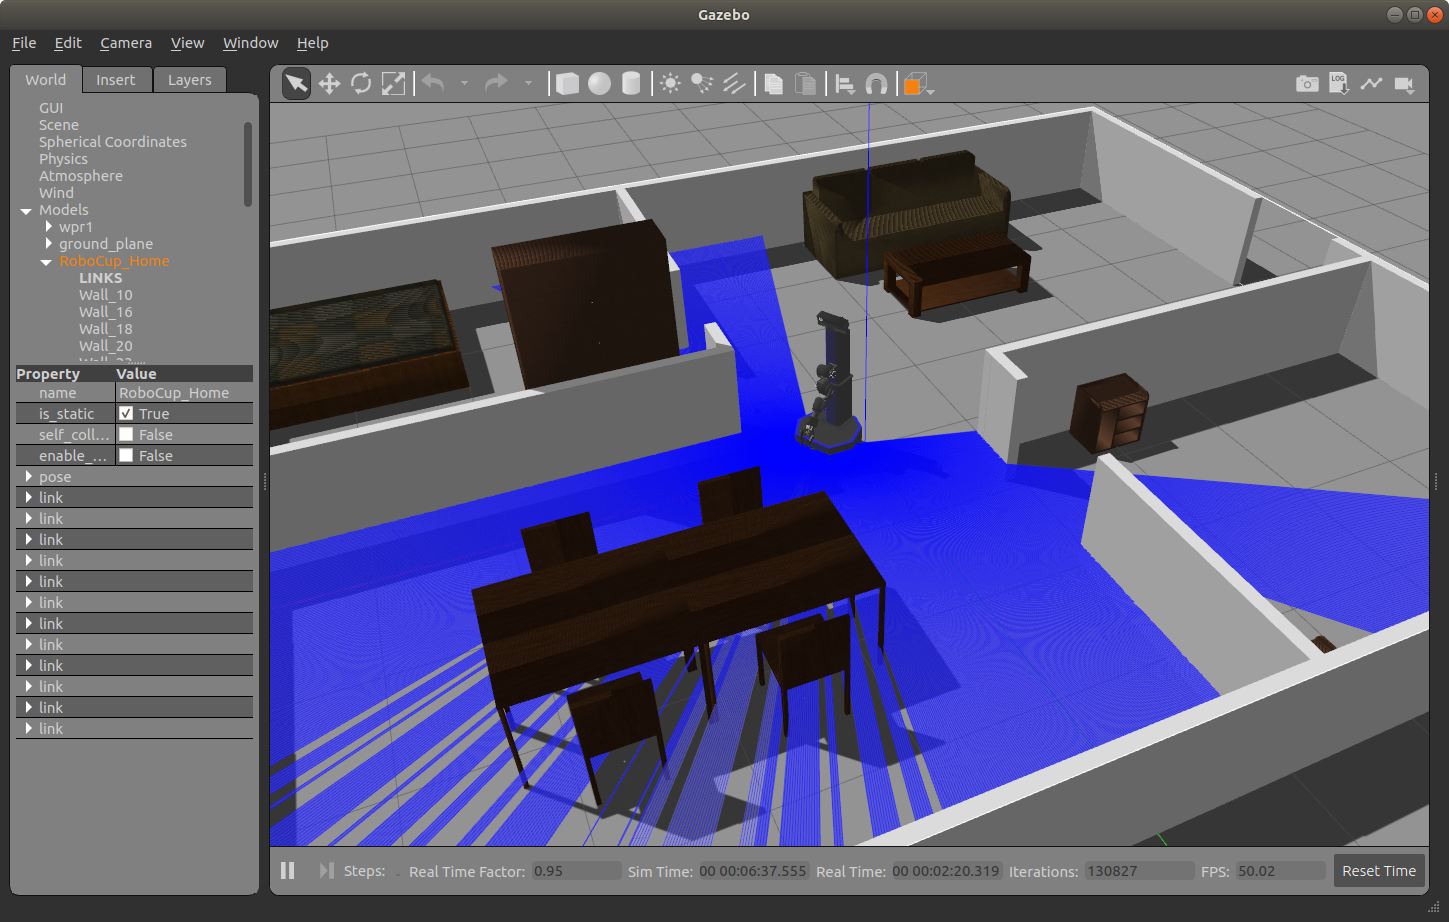 Gazebo
File Edit Camera View Window Help
World Insert Layers
LOG
GUI
Scene
Spherical Coordinates
Physics
Atmosphere
Wind
Models
wpr1
ground_plane
RoboCup_Home
LINKS
Wall_10
Wall_16
Wall_18
Wall_20
Property Value
name RoboCup_Home
is_static True
self_coll... False
enable_... False
pose
link
link
link
link
link
link
link
link
link
link
link
link
Steps: Real Time Factor: 0.95 Sim Time: 00 00:06:37.555 Real Time: 00 00:02:20.319 Iterations: 130827 FPS: 50.02 Reset Time